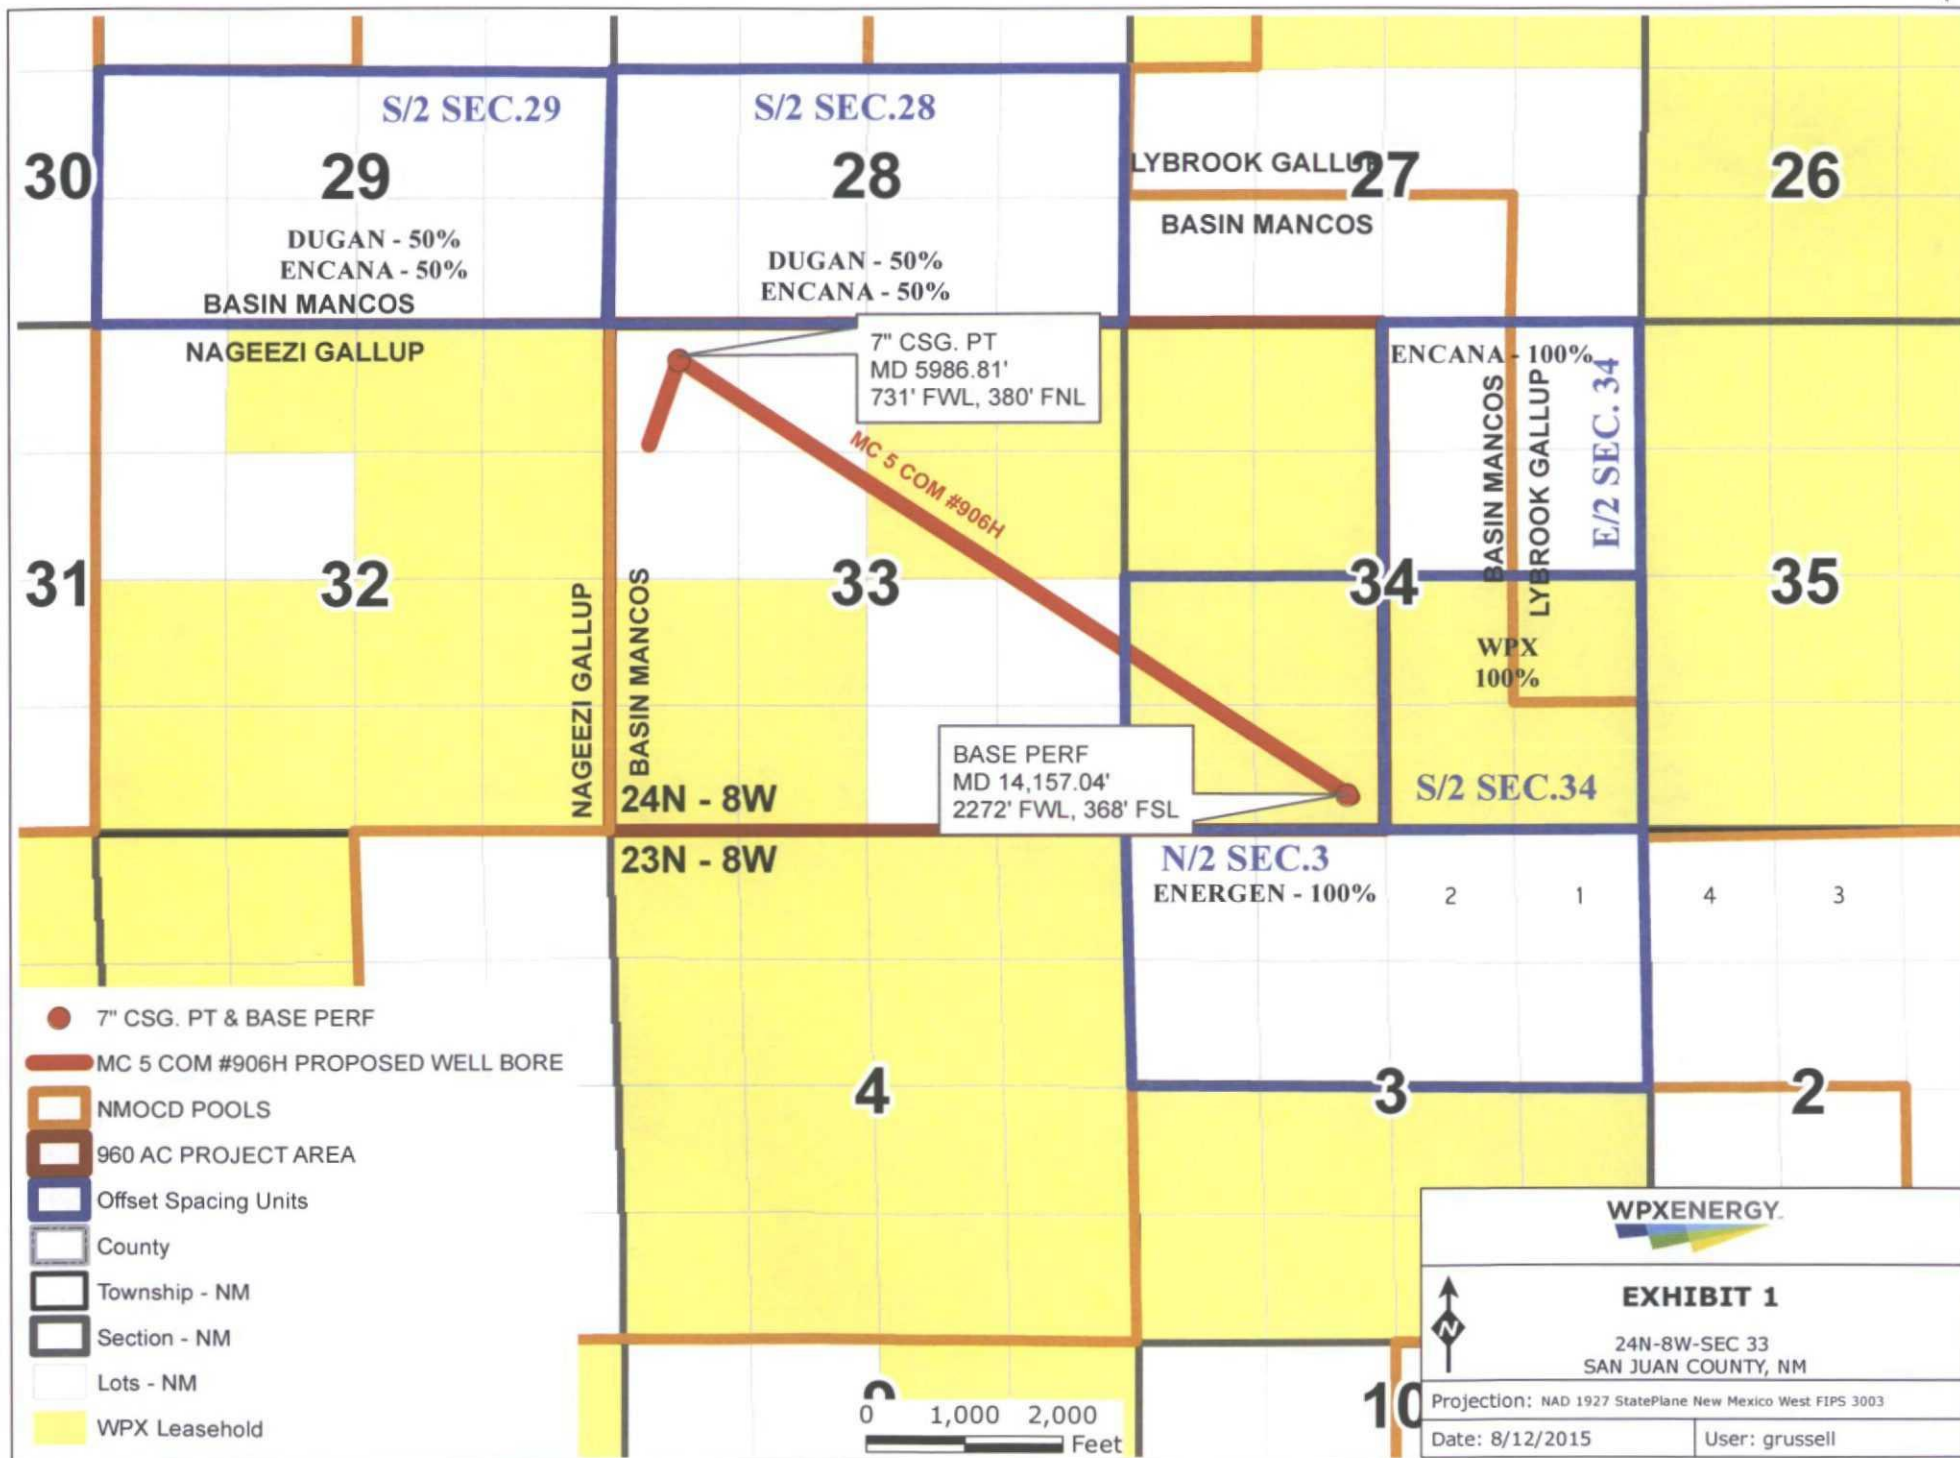 S/2 SEC.29
S/2 SEC.28
30
29
28
27
26
LYBROOK GALLUP
BASIN MANCOS
DUGAN - 50%
ENCANA - 50%
DUGAN - 50%
ENCANA - 50%
BASIN MANCOS
NAGEEZI GALLUP
7" CSG. PT
MD 5986.81'
731' FWL, 380' FNL
ENCANA - 100%
BASIN MANCOS
LYBROOK GALLUP
E/2 SEC. 34
MC 5 COM #906H
31
32
33
34
35
NAGEEZI GALLUP
BASIN MANCOS
WPX
100%
BASE PERF
MD 14,157.04'
2272' FWL, 368' FSL
S/2 SEC.34
24N - 8W
23N - 8W
N/2 SEC.3
ENERGEN - 100%
2
1
4
3
4
3
2
7" CSG. PT & BASE PERF
MC 5 COM #906H PROPOSED WELL BORE
NMOCD POOLS
960 AC PROJECT AREA
Offset Spacing Units
County
Township - NM
Section - NM
Lots - NM
WPX Leasehold
9
10
0 1,000 2,000
Feet
WPXENERGY
EXHIBIT 1
N
24N-8W-SEC 33
SAN JUAN COUNTY, NM
Projection: NAD 1927 StatePlane New Mexico West FIPS 3003
Date: 8/12/2015
User: grussell